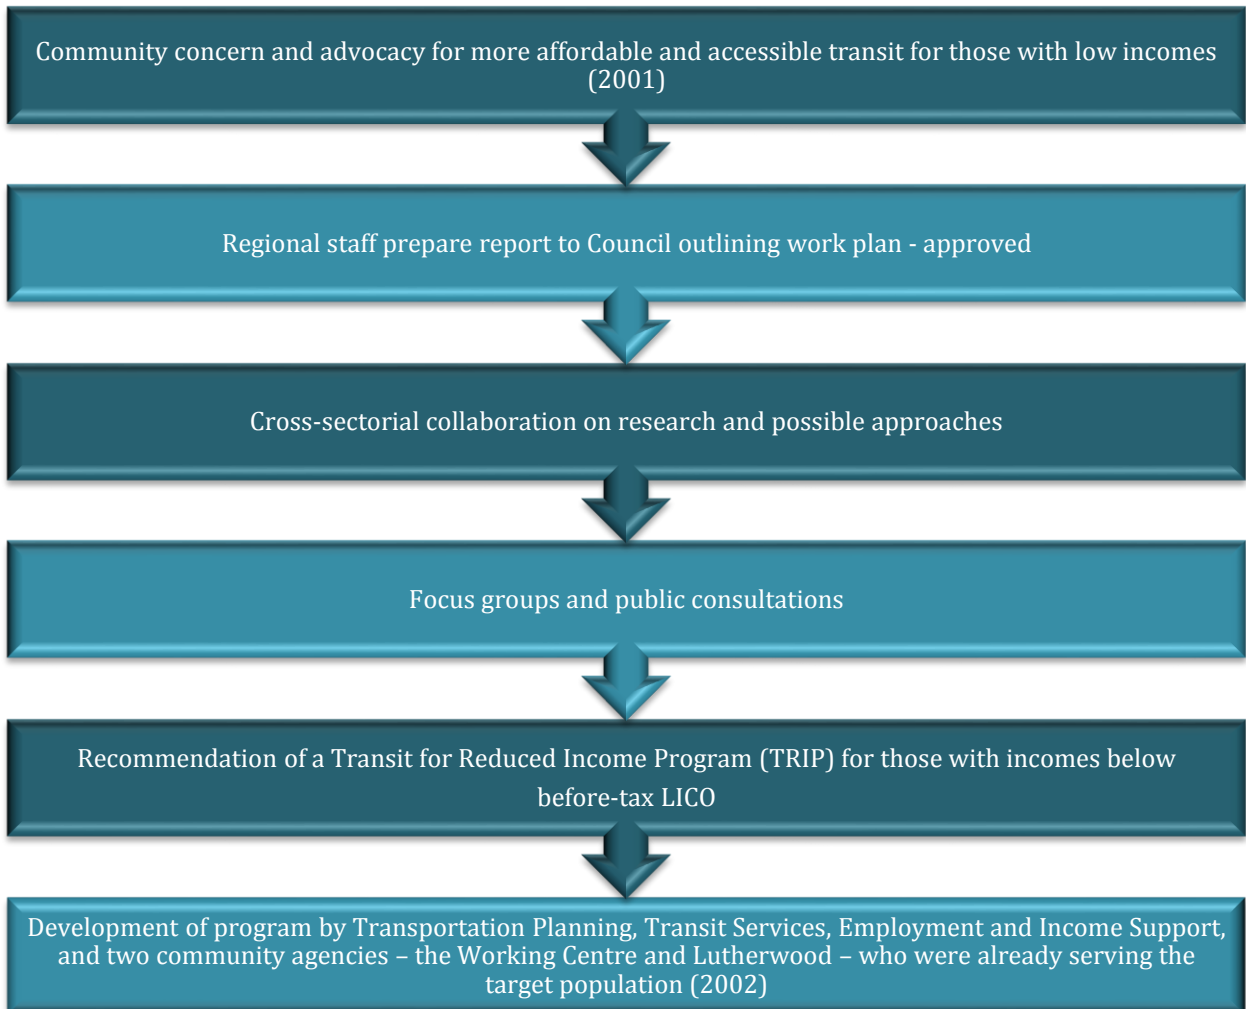 Community concern and advocacy for more affordable and accessible transit for those with low incomes
(2001)
Regional staff prepare report to Council outlining work plan - approved
Cross-sectorial collaboration on research and possible approaches
Focus groups and public consultations
Recommendation of a Transit for Reduced Income Program (TRIP) for those with incomes below
before-tax LICO
Development of program by Transportation Planning, Transit Services, Employment and Income Support,
and two community agencies – the Working Centre and Lutherwood – who were already serving the
target population (2002)